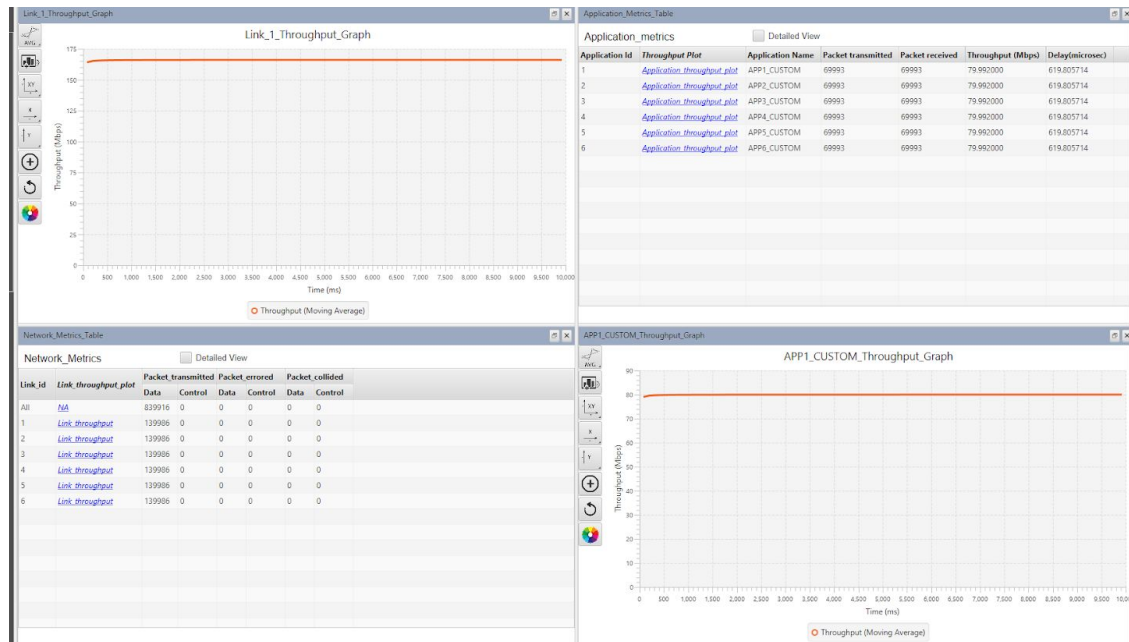 Link_1_Throughput_Graph
Link_1_Throughput_Graph
AVG
XY
X
Y
Throughput (Mbps)
175
150
125
100
75
50
25
0
0 500 1,000 1,500 2,000 2,500 3,000 3,500 4,000 4,500 5,000 5,500 6,000 6,500 7,000 7,500 8,000 8,500 9,000 9,500 10,000
Time (ms)
Throughput (Moving Average)
Application_Metrics_Table
Application_metrics Detailed View
Application Id Throughput Plot Application Name Packet transmitted Packet received Throughput (Mbps) Delay(microsec)
1 Application throughput plot APP1_CUSTOM 69993 69993 79.992000 619.805714
2 Application throughput plot APP2_CUSTOM 69993 69993 79.992000 619.805714
3 Application throughput plot APP3_CUSTOM 69993 69993 79.992000 619.805714
4 Application throughput plot APP4_CUSTOM 69993 69993 79.992000 619.805714
5 Application throughput plot APP5_CUSTOM 69993 69993 79.992000 619.805714
6 Application throughput plot APP6_CUSTOM 69993 69993 79.992000 619.805714
Network_Metrics_Table
Network_Metrics Detailed View
Link_id Link_throughput_plot Packet_transmitted Packet_errored Packet_collided
Data Control Data Control Data Control
All NA 839916 0 0 0 0 0
1 Link throughput 139986 0 0 0 0 0
2 Link throughput 139986 0 0 0 0 0
3 Link throughput 139986 0 0 0 0 0
4 Link throughput 139986 0 0 0 0 0
5 Link throughput 139986 0 0 0 0 0
6 Link throughput 139986 0 0 0 0 0
APP1_CUSTOM_Throughput_Graph
APP1_CUSTOM_Throughput_Graph
AVG
XY
X
Y
Throughput (Mbps)
90
80
70
60
50
40
30
20
10
0
0 500 1,000 1,500 2,000 2,500 3,000 3,500 4,000 4,500 5,000 5,500 6,000 6,500 7,000 7,500 8,000 8,500 9,000 9,500 10,00
Time (ms)
Throughput (Moving Average)